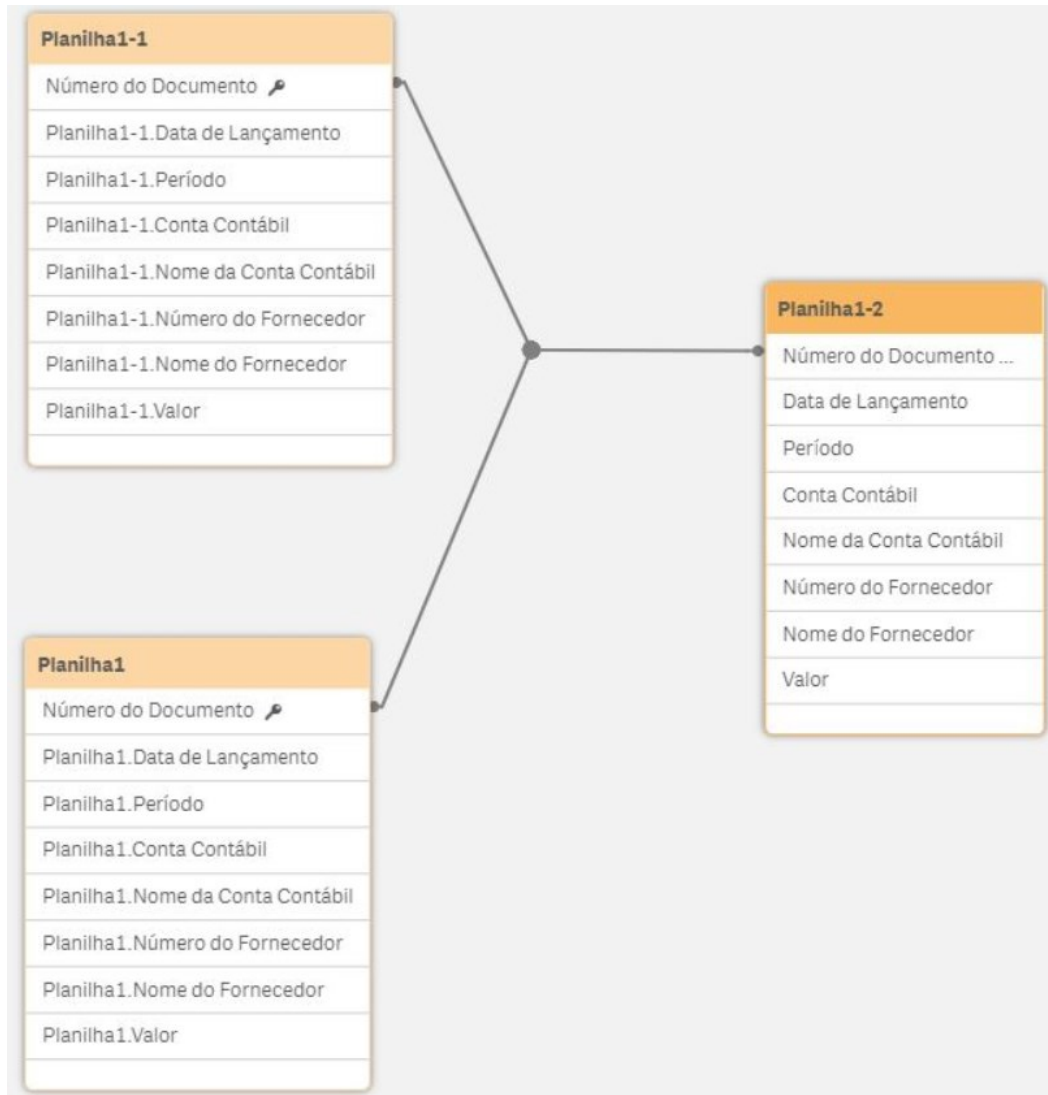 Planilha1-1
Número do Documento
Planilha1-1.Data de Lançamento
Planilha1-1.Período
Planilha1-1.Conta Contábil
Planilha1-1.Nome da Conta Contábil
Planilha1-1.Número do Fornecedor
Planilha1-1.Nome do Fornecedor
Planilha1-1.Valor
Planilha1-2
Número do Documento ...
Data de Lançamento
Período
Conta Contábil
Nome da Conta Contábil
Número do Fornecedor
Nome do Fornecedor
Valor
Planilha1
Número do Documento
Planilha1.Data de Lançamento
Planilha1.Período
Planilha1.Conta Contábil
Planilha1.Nome da Conta Contábil
Planilha1.Número do Fornecedor
Planilha1.Nome do Fornecedor
Planilha1.Valor